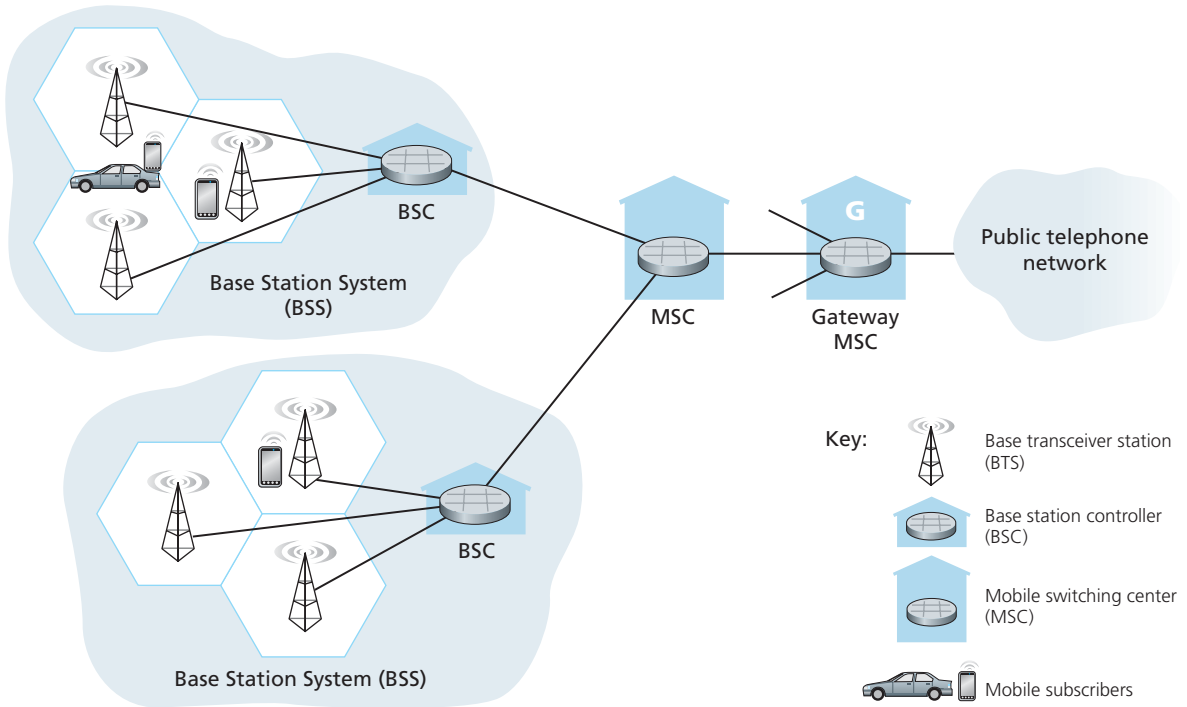 BSC
Base Station System
(BSS)
MSC
G
Gateway
MSC
Public telephone
network
BSC
Base Station System (BSS)
Key:
Base transceiver station
(BTS)
Base station controller
(BSC)
Mobile switching center
(MSC)
Mobile subscribers